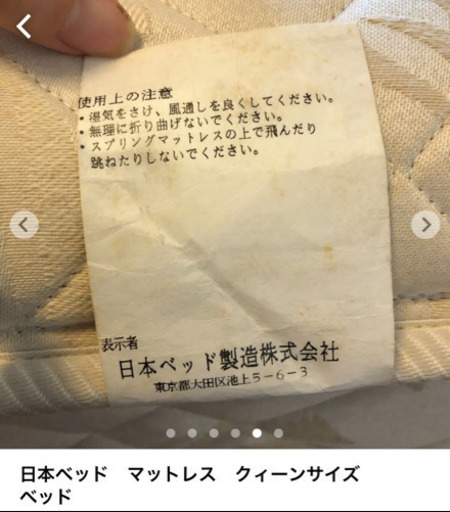 使用上の注意
・湿気をさけ、風通しを良くしてください。
・無理に折り曲げないでください。
・スプリングマットレスの上で飛んだり
跳ねたりしないでください。
表示者
日本ベッド製造株式会社
東京都大田区池上5-6-3
日本ベッド　マットレス　クィーンサイズ
ベッド